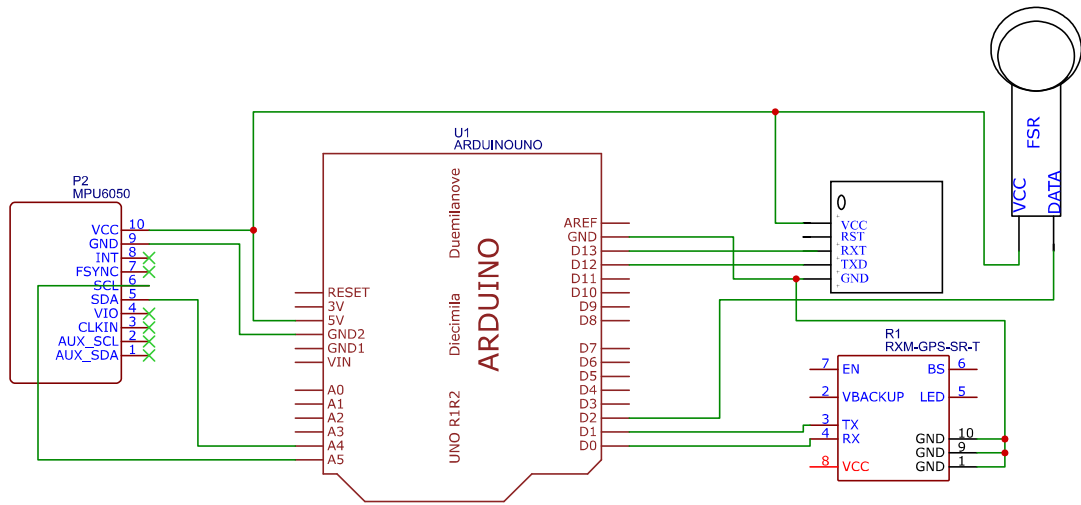 P2
MPU6050
VCC 10
GND 9
INT 8
FSYNC 7
SCL 6
SDA 5
VIO 4
CLKIN 3
AUX_SCL 2
AUX_SDA 1
U1
ARDUINOUNO
Duemilanove
Diecimila
UNO R1R2
ARDUINO
RESET
3V
5V
GND2
GND1
VIN
A0
A1
A2
A3
A4
A5
AREF
GND
D13
D12
D11
D10
D9
D8
D7
D6
D5
D4
D3
D2
D1
D0
0
VCC
RST
RXT
TXD
GND
FSR
VCC
DATA
R1
RXM-GPS-SR-T
7 EN
2 VBACKUP
3 TX
4 RX
8 VCC
BS 6
LED 5
GND 10
GND 9
GND 1